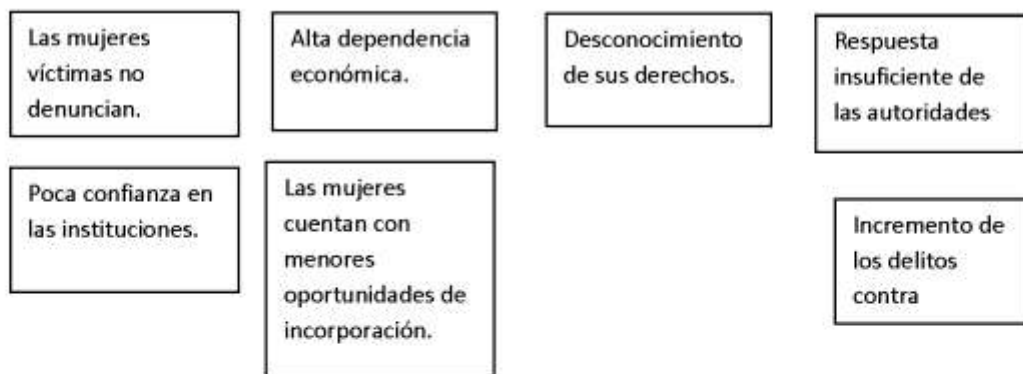 Las mujeres
víctimas no
denuncian.
Alta dependencia
económica.
Desconocimiento
de sus derechos.
Respuesta
insuficiente de
las autoridades
Poca confianza en
las instituciones.
Las mujeres
cuentan con
menores
oportunidades de
incorporación.
Incremento de
los delitos
contra